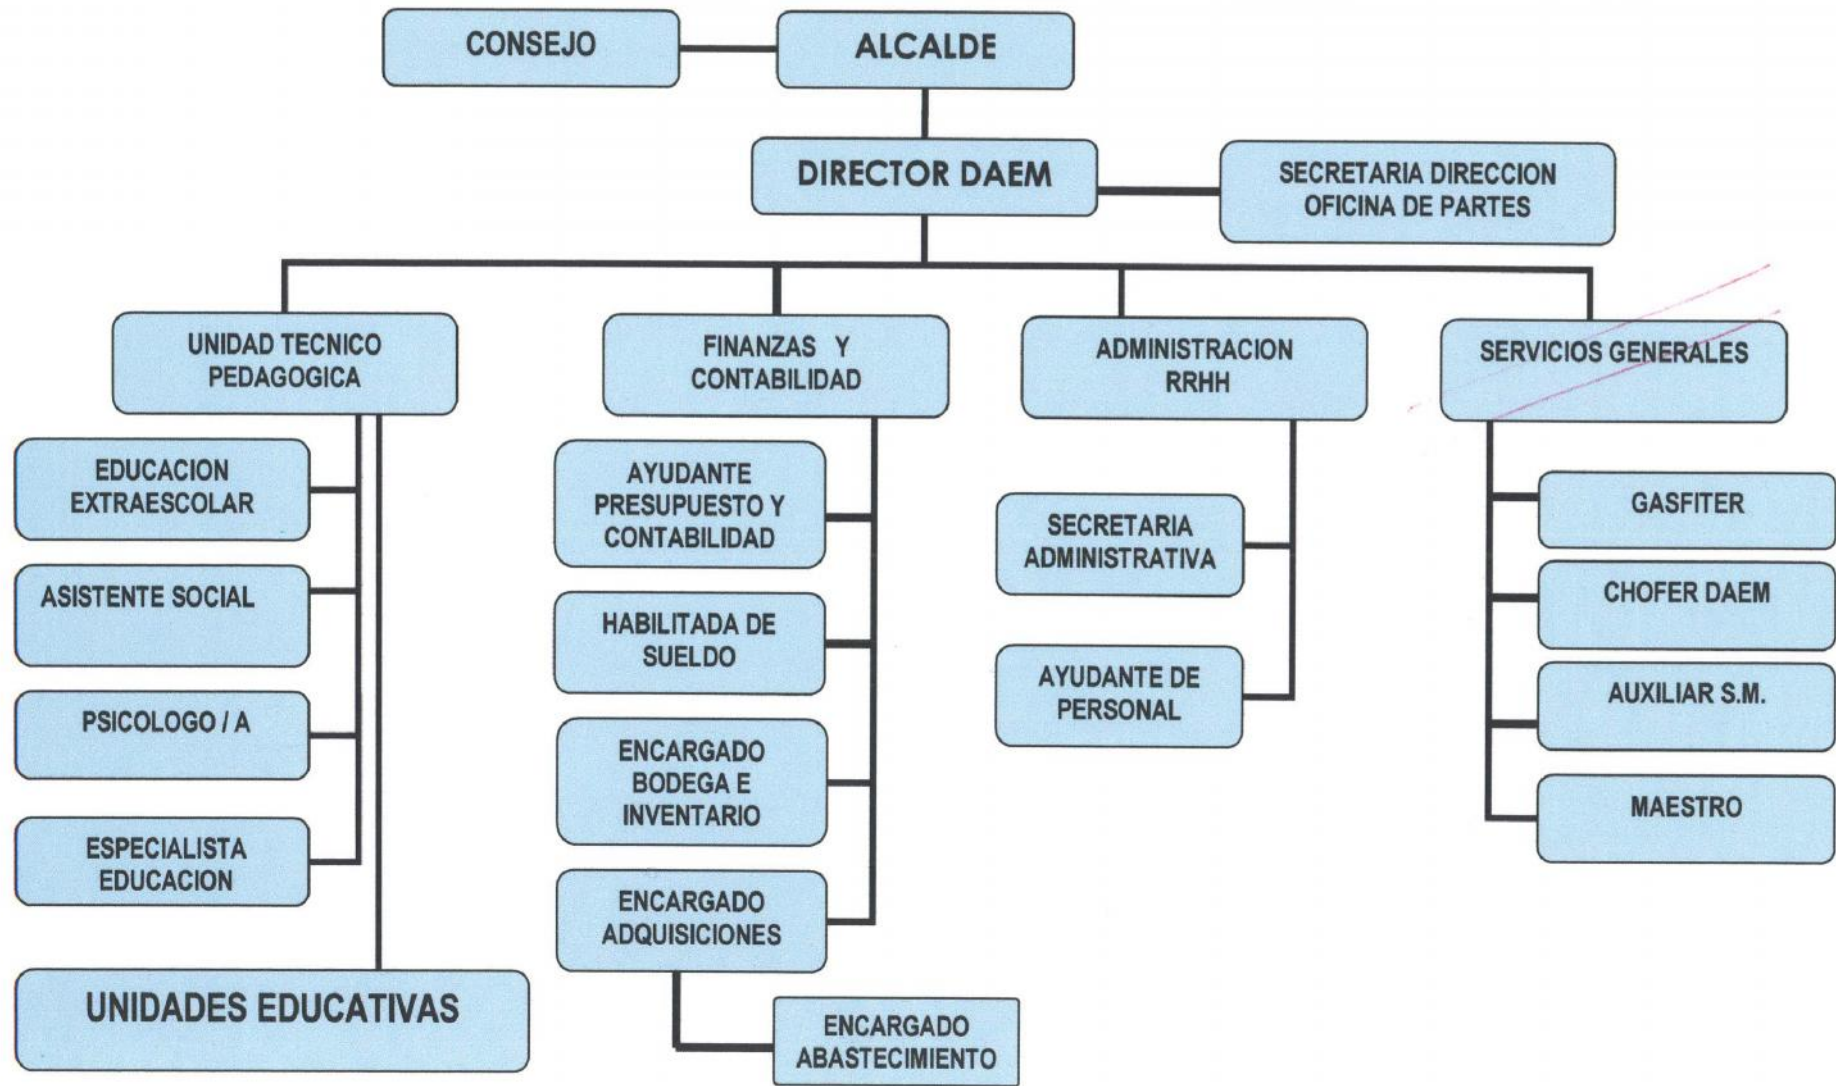 CONSEJO
ALCALDE
DIRECTOR DAEM
SECRETARIA DIRECCION
OFICINA DE PARTES
UNIDAD TECNICO
PEDAGOGICA
FINANZAS Y
CONTABILIDAD
ADMINISTRACION
RRHH
SERVICIOS GENERALES
EDUCACION
EXTRAESCOLAR
ASISTENTE SOCIAL
PSICOLOGO / A
ESPECIALISTA
EDUCACION
UNIDADES EDUCATIVAS
AYUDANTE
PRESUPUESTO Y
CONTABILIDAD
HABILITADA DE
SUELDO
ENCARGADO
BODEGA E
INVENTARIO
ENCARGADO
ADQUISICIONES
ENCARGADO
ABASTECIMIENTO
SECRETARIA
ADMINISTRATIVA
AYUDANTE DE
PERSONAL
GASFITER
CHOFER DAEM
AUXILIAR S.M.
MAESTRO